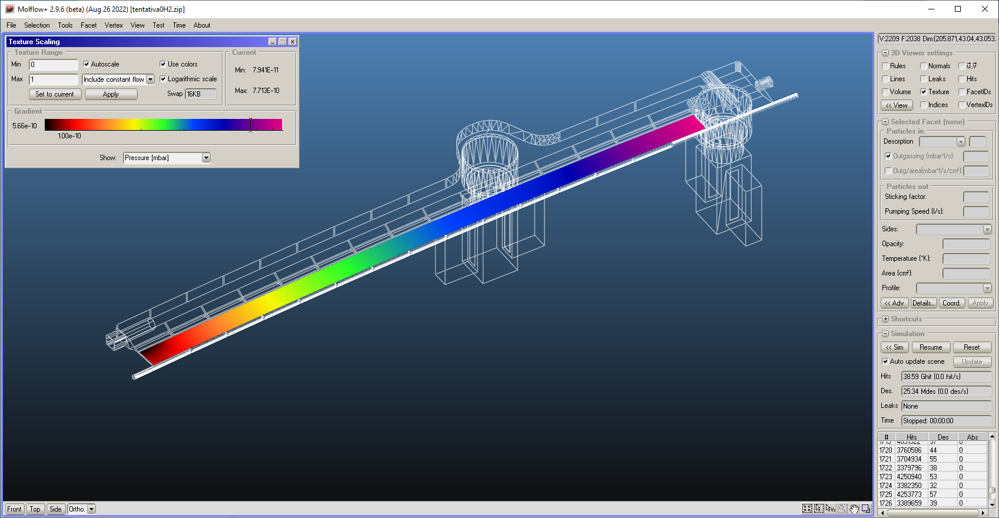 Molflow+ 2.9.6 (beta) (Aug 26 2022) [tentativa0H2.zip]
File Selection Tools Facet Vertex View Test Time About
Texture Scaling
Texture Range
Min 0 Autoscale Use colors
Max 1 Include constant flow Logarithmic scale
Set to current Apply Swap 16KB
Current
Min: 7.941E-11
Max: 7.713E-10
Gradient
5.66e-10
1.00e-10
Show: Pressure [mbar]
V:2209 F:2038 Dim:(205.871,43.04,43.053
3D Viewer settings
Rules Normals u,v
Lines Leaks Hits
Volume Texture FacetIDs
<< View Indices VertexIDs
Selected Facet (none)
Particles in
Desorption
Outgassing (mbar*l/s):
Outg/area(mbar*l/s/cm²):
Particles out
Sticking factor:
Pumping Speed (l/s):
Sides:
Opacity:
Temperature (°K):
Area (cm²):
Profile:
<< Adv Details... Coord. Apply
Shortcuts
Simulation
<< Sim Resume Reset
Auto update scene Update
Hits 38.59 Ghit (0.0 hit/s)
Des. 25.34 Mdes (0.0 des/s)
Leaks None
Time Stopped: 00:00:00
# Hits Des Abs
1720 3760586 44 0
1721 3704934 55 0
1722 3379796 38 0
1723 4250940 53 0
1724 3382350 32 0
1725 4253773 57 0
1726 3389659 39 0
Front Top Side Ortho.